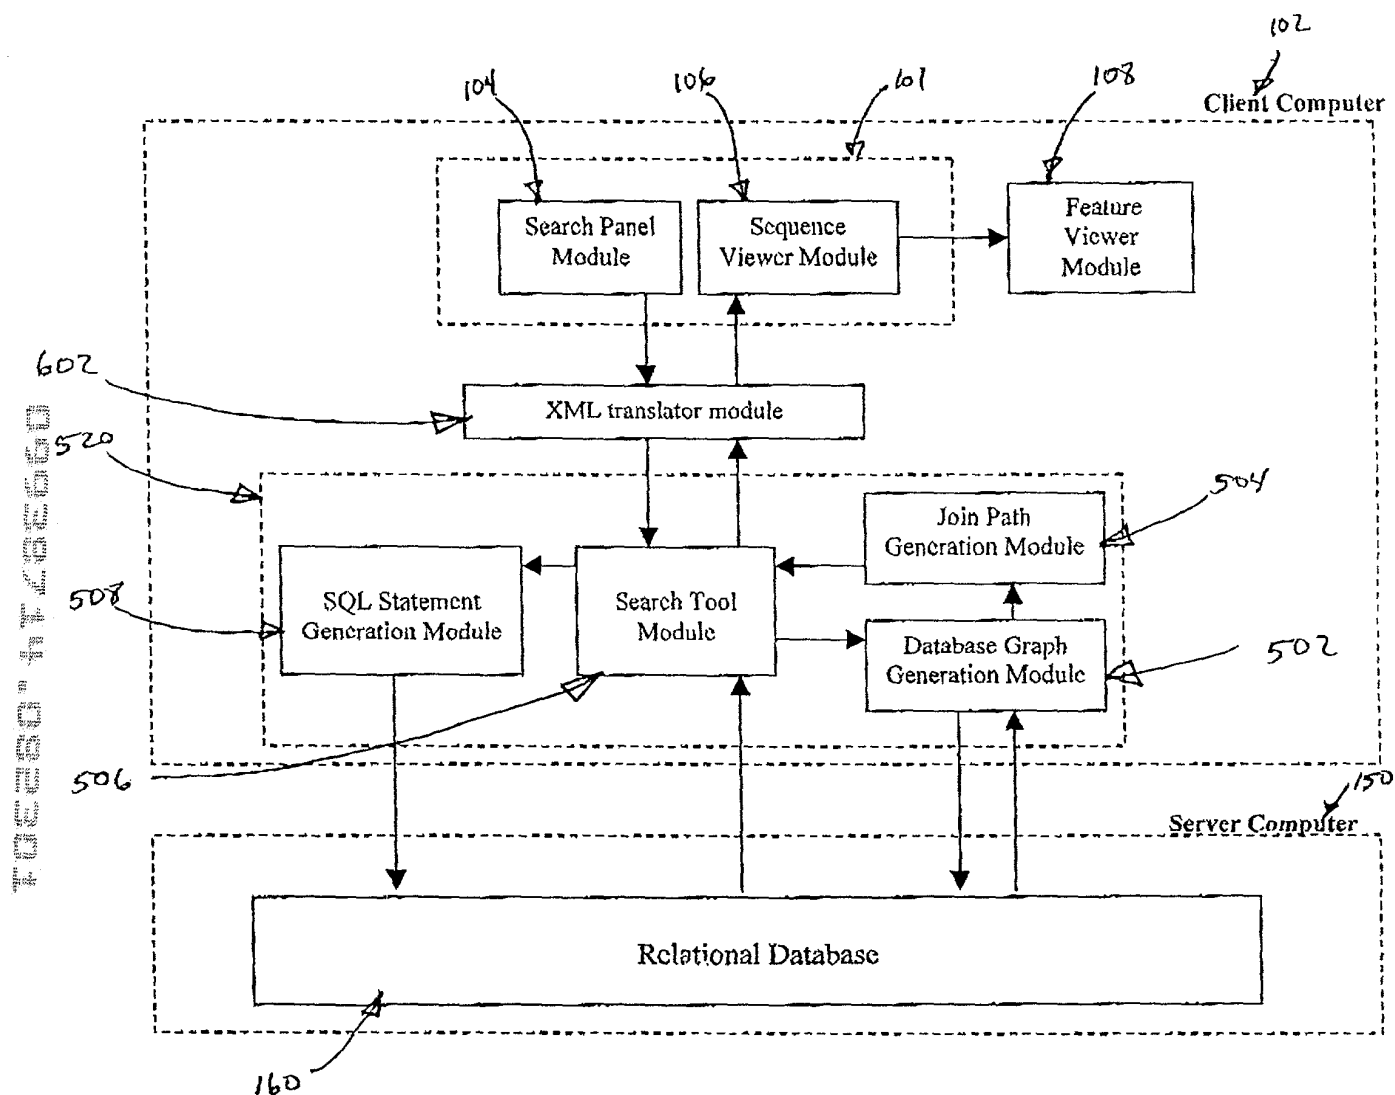 102
104
106
101
108
Client Computer
Search Panel
Module
Sequence
Viewer Module
Feature
Viewer
Module
602
XML translator module
520
504
Join Path
Generation Module
508
SQL Statement
Generation Module
Search Tool
Module
Database Graph
Generation Module
502
506
150
Server Computer
Relational Database
160